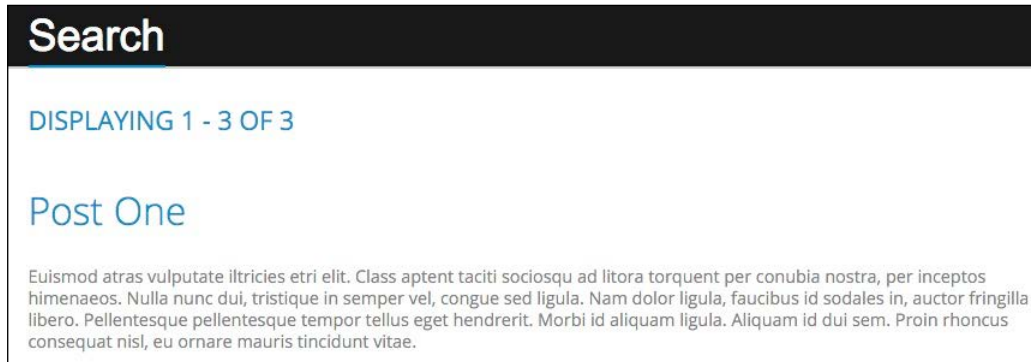 Search
DISPLAYING 1 - 3 OF 3
Post One
Euismod atras vulputate iltricies etri elit. Class aptent taciti sociosqu ad litora torquent per conubia nostra, per inceptos
himenaeos. Nulla nunc dui, tristique in semper vel, congue sed ligula. Nam dolor ligula, faucibus id sodales in, auctor fringilla
libero. Pellentesque pellentesque tempor tellus eget hendrerit. Morbi id aliquam ligula. Aliquam id dui sem. Proin rhoncus
consequat nisl, eu ornare mauris tincidunt vitae.